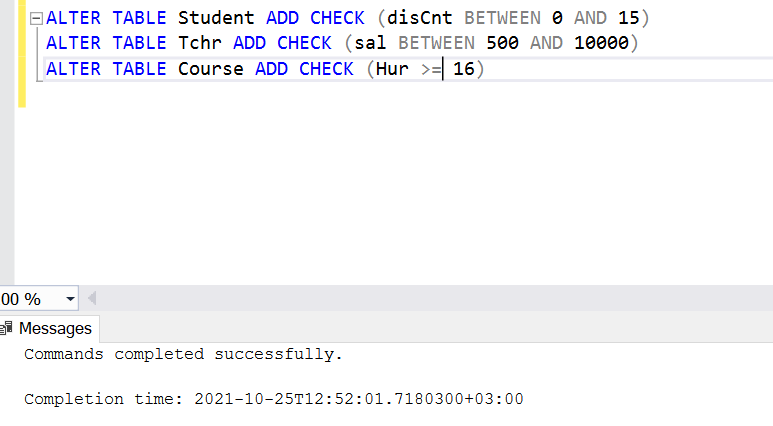 ALTER TABLE Student ADD CHECK (disCnt BETWEEN 0 AND 15)
ALTER TABLE Tchr ADD CHECK (sal BETWEEN 500 AND 10000)
ALTER TABLE Course ADD CHECK (Hur >= 16)
00 %
Messages
Commands completed successfully.
Completion time: 2021-10-25T12:52:01.7180300+03:00